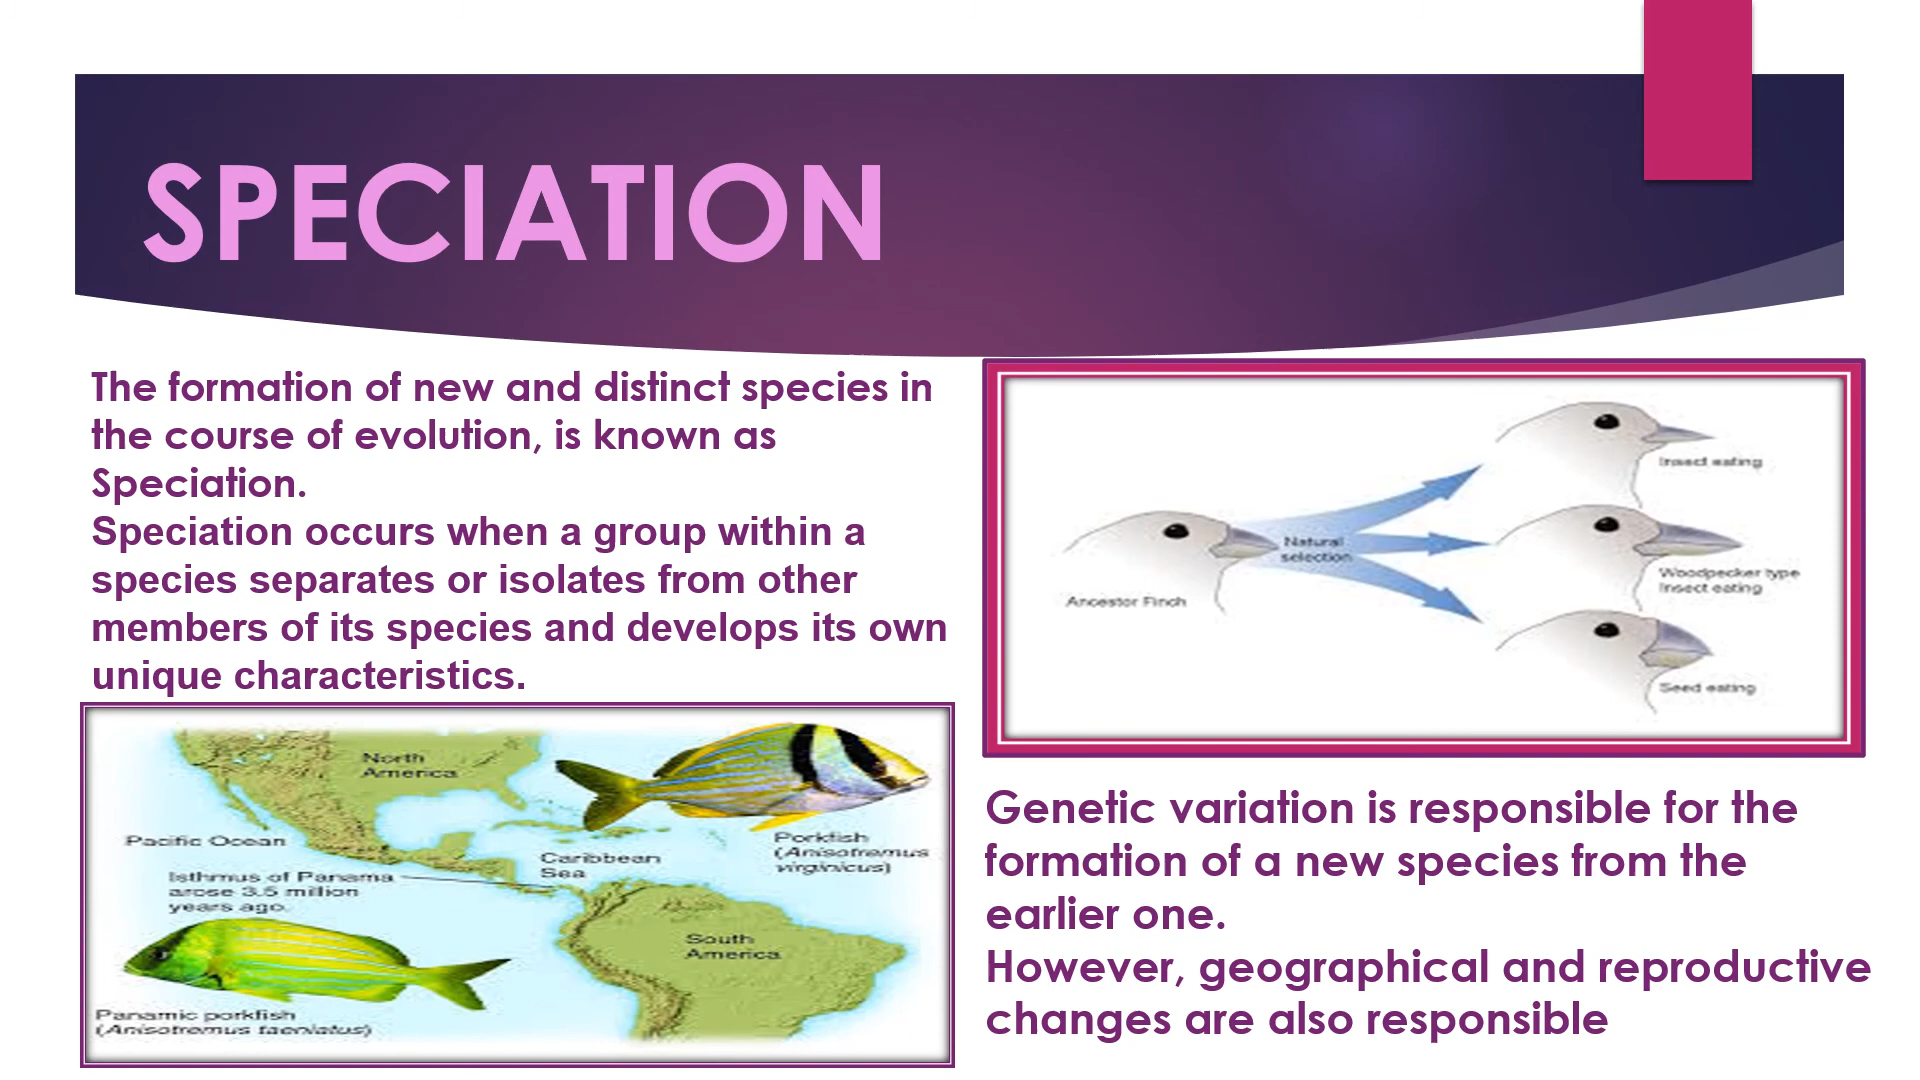 SPECIATION
The formation of new and distinct species in
the course of evolution, is known as
Speciation.
Speciation occurs when a group within a
species separates or isolates from other
members of its species and develops its own
unique characteristics.
North
America
Pacific Ocean
Porkfish
(Anisotremus
virginicus)
Caribbean
Sea
Isthmus of Panama
arose 3.5 million
years ago.
South
America
Panamic porkfish
(Anisotremus taeniatus)
Insect eating
Natural
selection
Woodpecker type
Insect eating
Ancestor Finch
Seed eating
Genetic variation is responsible for the
formation of a new species from the
earlier one.
However, geographical and reproductive
changes are also responsible